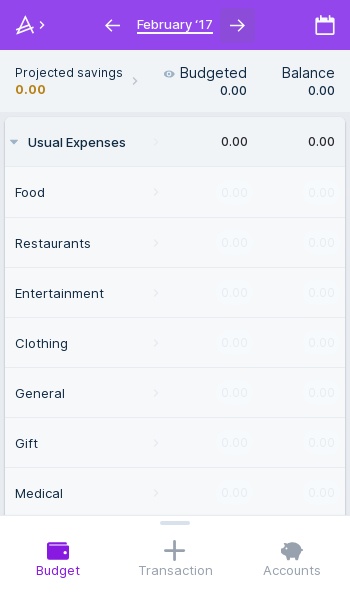 February ‘17
Projected savings
0.00
Budgeted
0.00
Balance
0.00
Usual Expenses 0.00 0.00
Food 0.00 0.00
Restaurants 0.00 0.00
Entertainment 0.00 0.00
Clothing 0.00 0.00
General 0.00 0.00
Gift 0.00 0.00
Medical 0.00 0.00
Budget Transaction Accounts